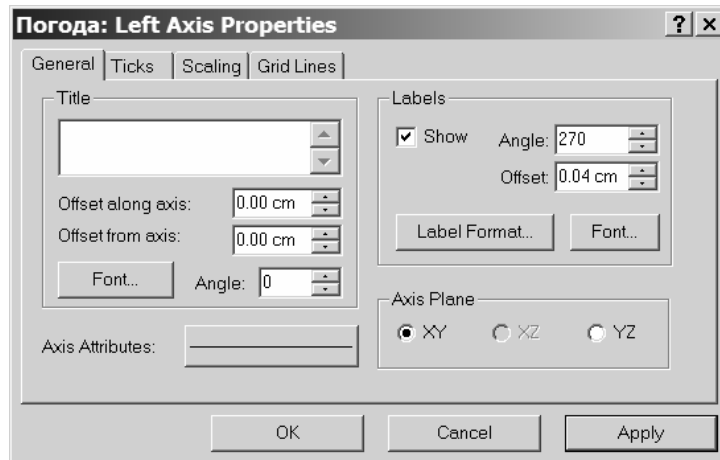 Погода: Left Axis Properties
General Ticks Scaling Grid Lines
Title
Offset along axis: 0.00 cm
Offset from axis: 0.00 cm
Font... Angle: 0
Axis Attributes:
Labels
Show Angle: 270
Offset: 0.04 cm
Label Format... Font...
Axis Plane
XY XZ YZ
OK Cancel Apply